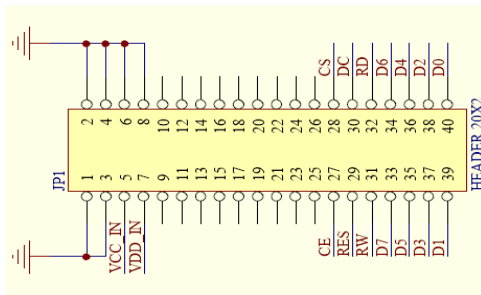 CS DC RD D6 D4 D2 D0
2 4 6 8 10 12 14 16 18 20 22 24 26 28 30 32 34 36 38 40
JP1
HEADER 20X2
1 3 5 7 9 11 13 15 17 19 21 23 25 27 29 31 33 35 37 39
VCC_IN VDD_IN CE RES RW D7 D5 D3 D1